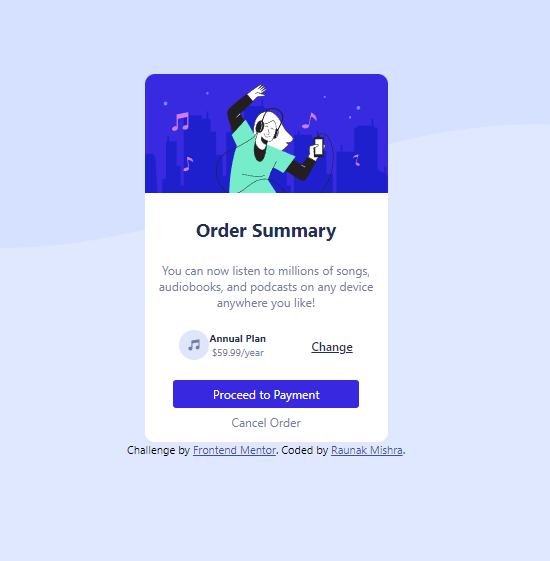 Order Summary
You can now listen to millions of songs,
audiobooks, and podcasts on any device
anywhere you like!
Annual Plan
$59.99/year
Change
Proceed to Payment
Cancel Order
Challenge by Frontend Mentor. Coded by Raunak Mishra.